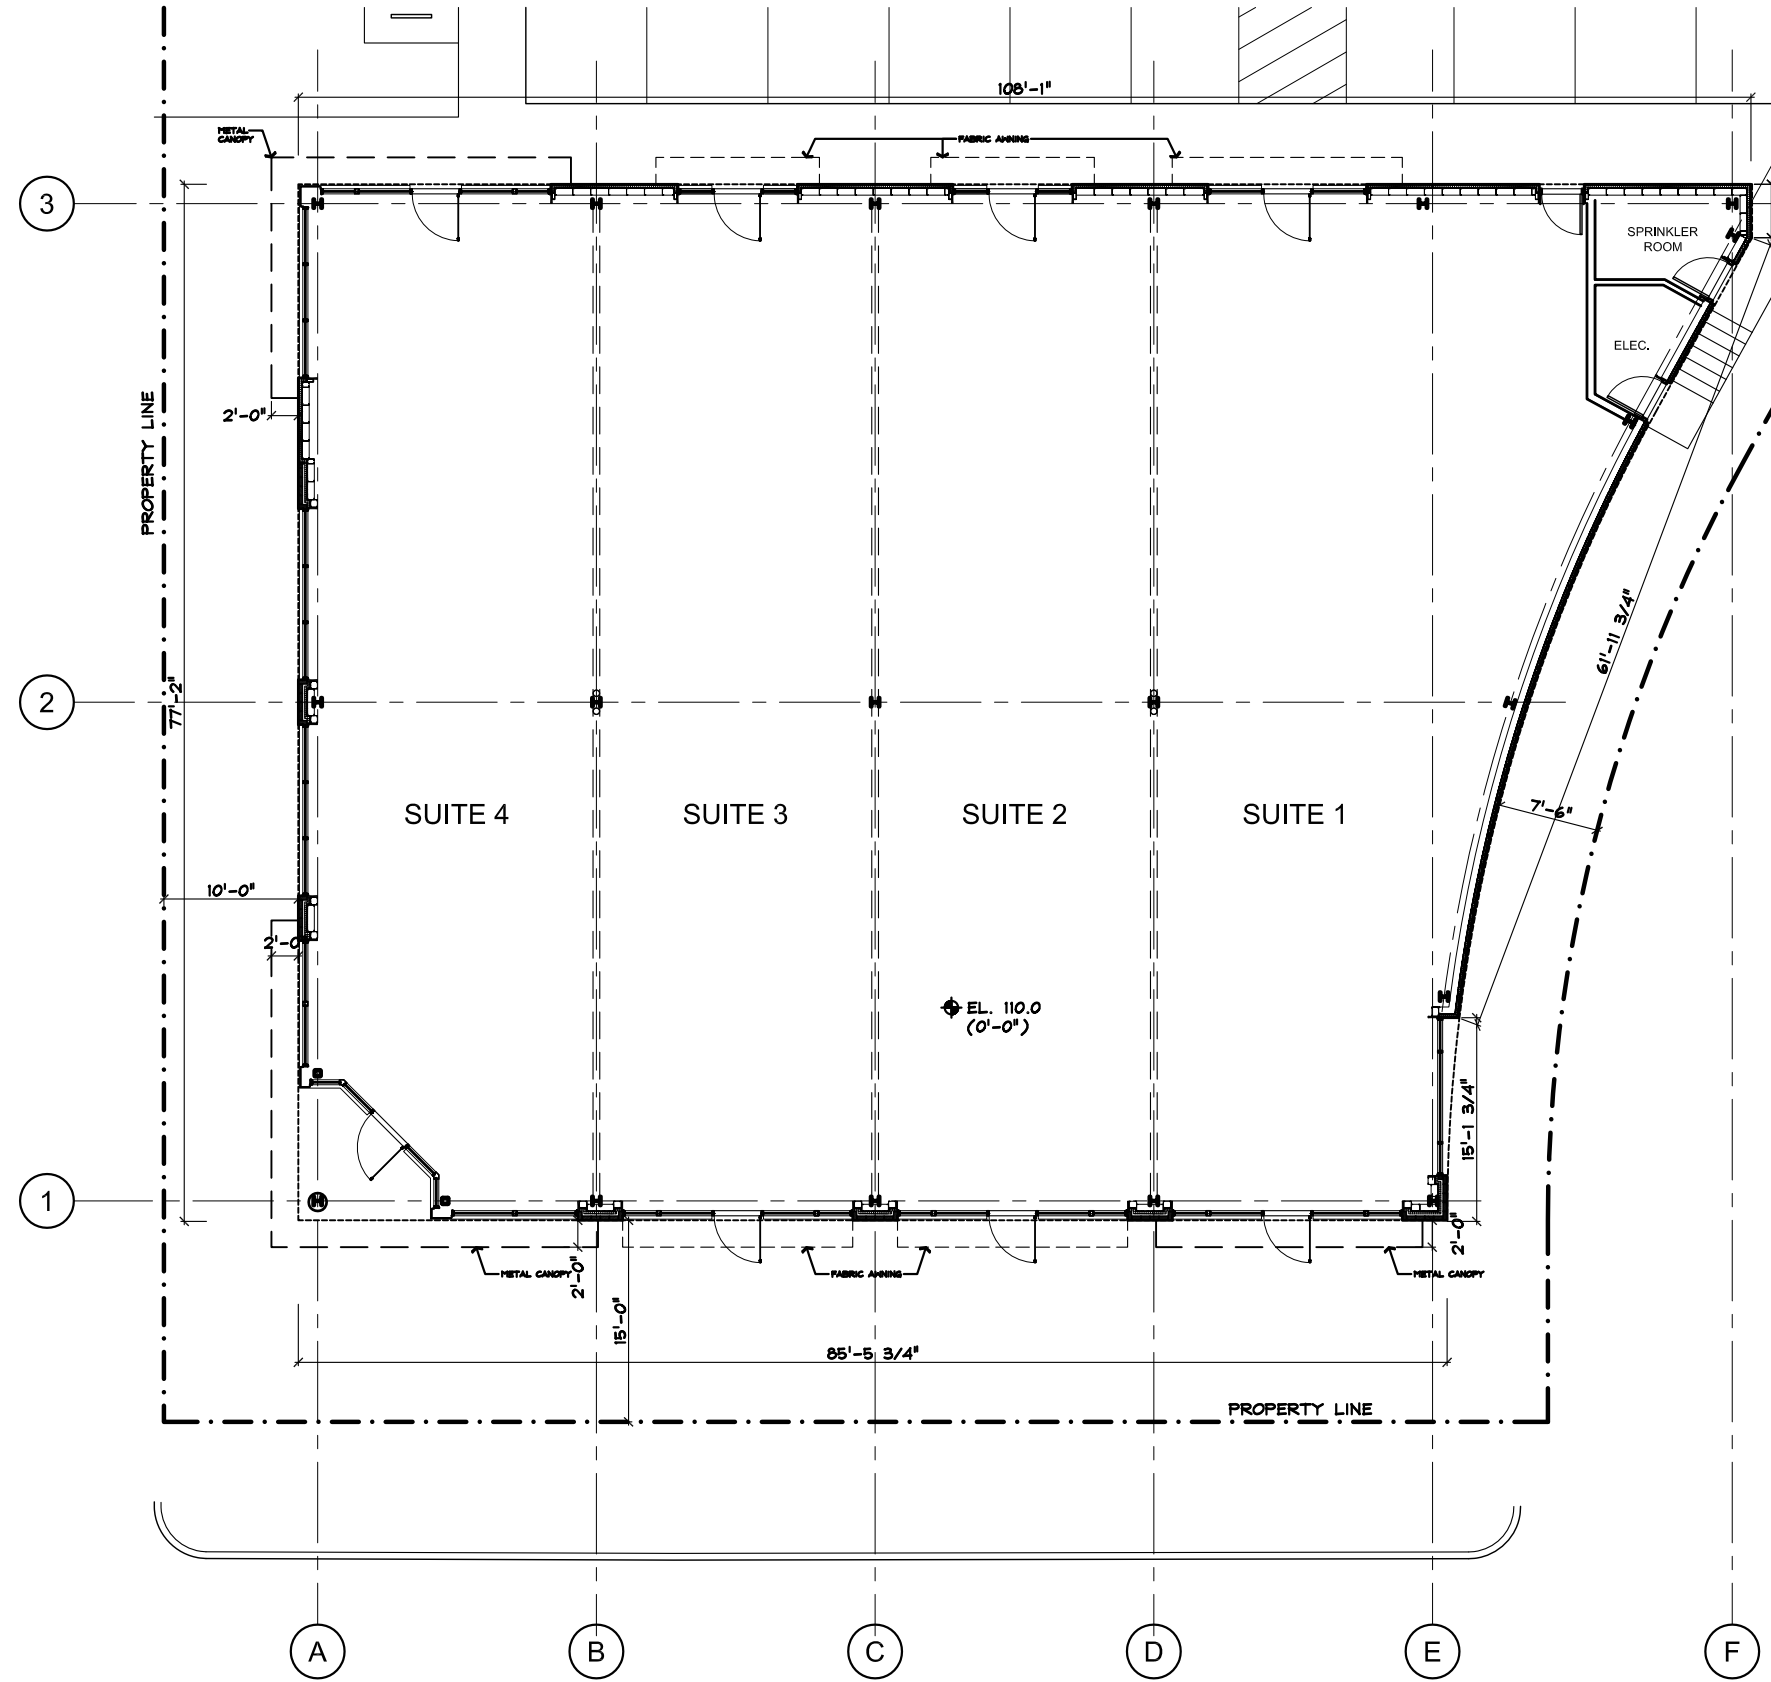 108'-1"
METAL
CANOPY
FABRIC AWNING
3
SPRINKLER
ROOM
ELEC.
2'-0"
PROPERTY LINE
61'-11 3/4"
77'-2"
2
7'-6"
SUITE 4
SUITE 3
SUITE 2
SUITE 1
10'-0"
2'-0
EL. 110.0
(0'-0")
15'-1 3/4"
1
2'-0"
METAL CANOPY
2'-0"
FABRIC AWNING
METAL CANOPY
15'-0"
85'-5 3/4"
PROPERTY LINE
A
B
C
D
E
F